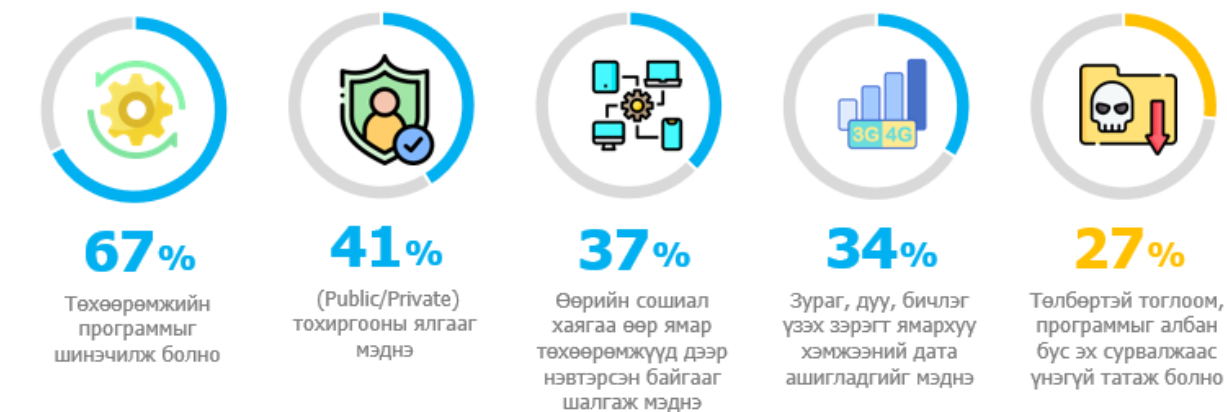 3G 4G
67%
Төхөөрөмжийн
программыг
шинэчилж болно
41%
(Public/Private)
тохиргооны ялгааг
мэднэ
37%
Өөрийн сошиал
хаягаа өөр ямар
төхөөрөмжүүд дээр
нэвтэрсэн байгааг
шалгаж мэднэ
34%
Зураг, дуу, бичлэг
үзэх зэрэгт ямархуу
хэмжээний дата
ашигладгийг мэднэ
27%
Төлбөртэй тоглоом,
программыг албан
бус эх сурвалжаас
үнэгүй татаж болно